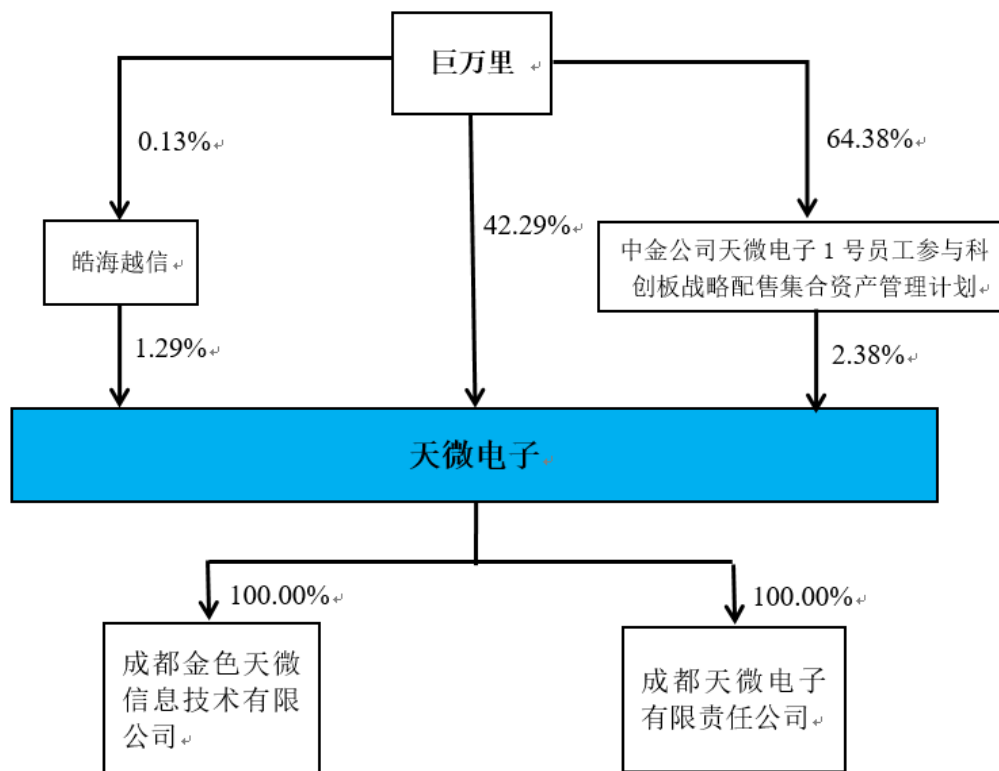 巨万里
0.13%
64.38%
42.29%
皓海越信
中金公司天微电子 1 号员工参与科
创板战略配售集合资产管理计划
1.29%
2.38%
天微电子
100.00%
100.00%
成都金色天微
信息技术有限
公司
成都天微电子
有限责任公司